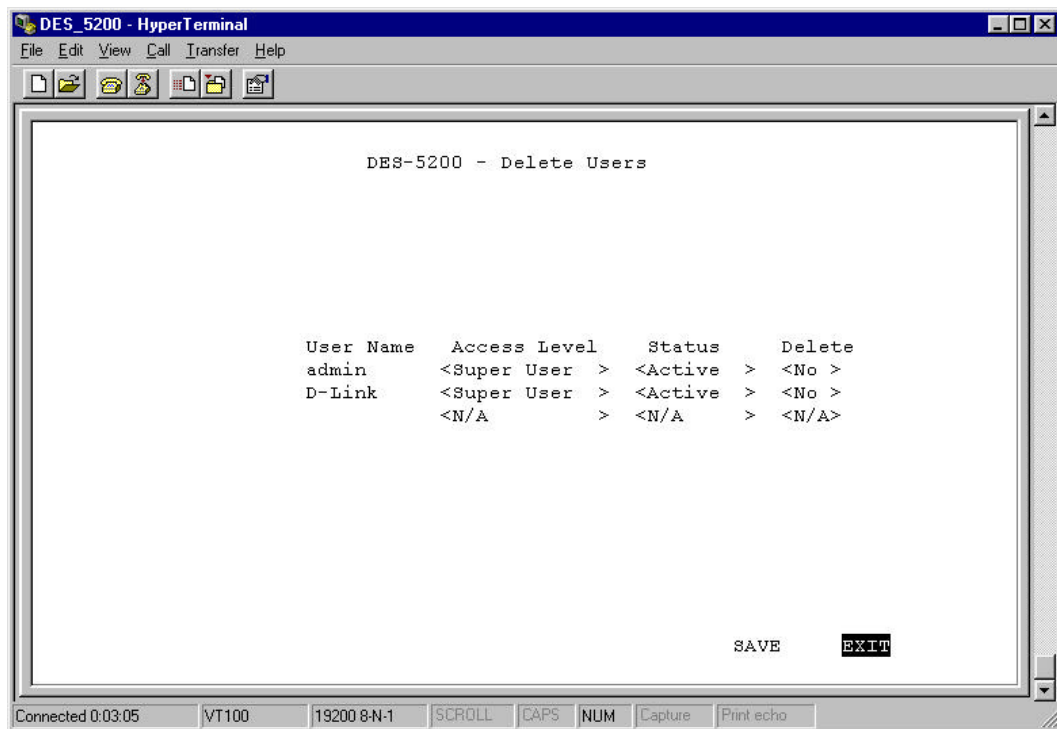 DES_5200 - HyperTerminal
File Edit View Call Transfer Help
DES-5200 - Delete Users
User Name Access Level Status Delete
admin <Super User > <Active > <No >
D-Link <Super User > <Active > <No >
<N/A > <N/A > <N/A>
SAVE EXIT
Connected 0:03:05 VT100 19200 8-N-1 SCROLL CAPS NUM Capture Print echo